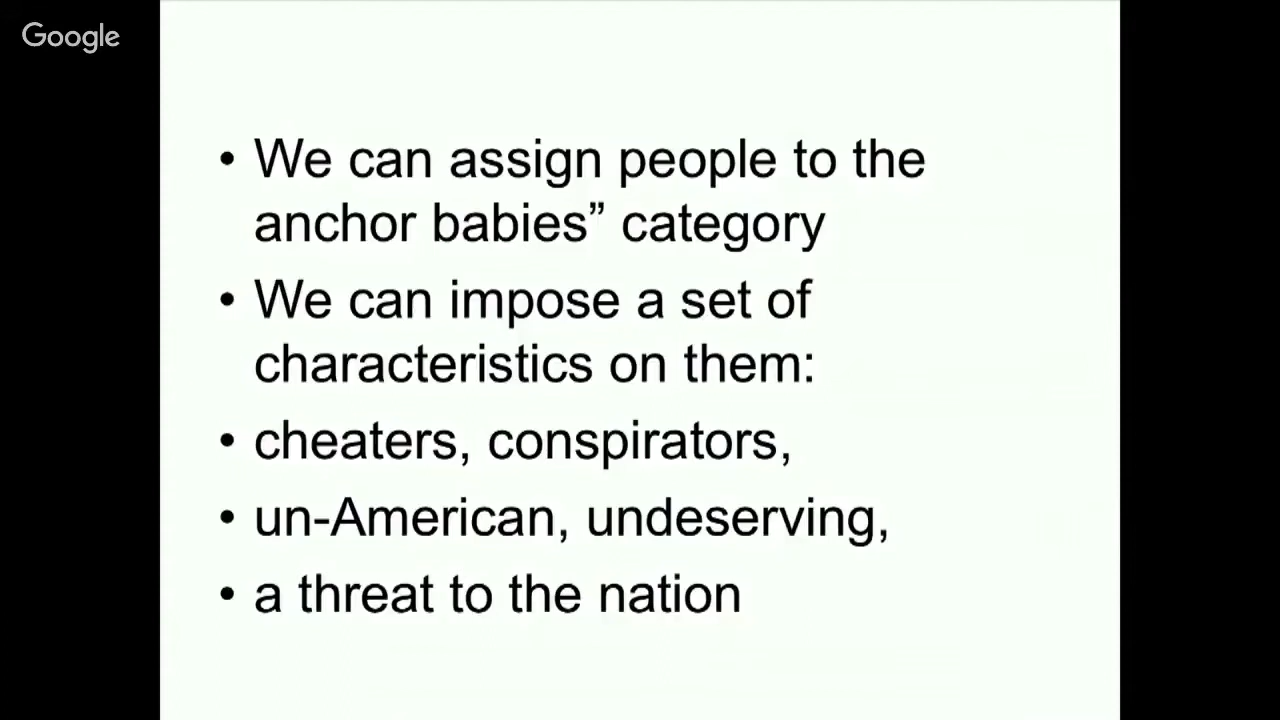 Google
• We can assign people to the
anchor babies” category
• We can impose a set of
characteristics on them:
• cheaters, conspirators,
• un-American, undeserving,
• a threat to the nation